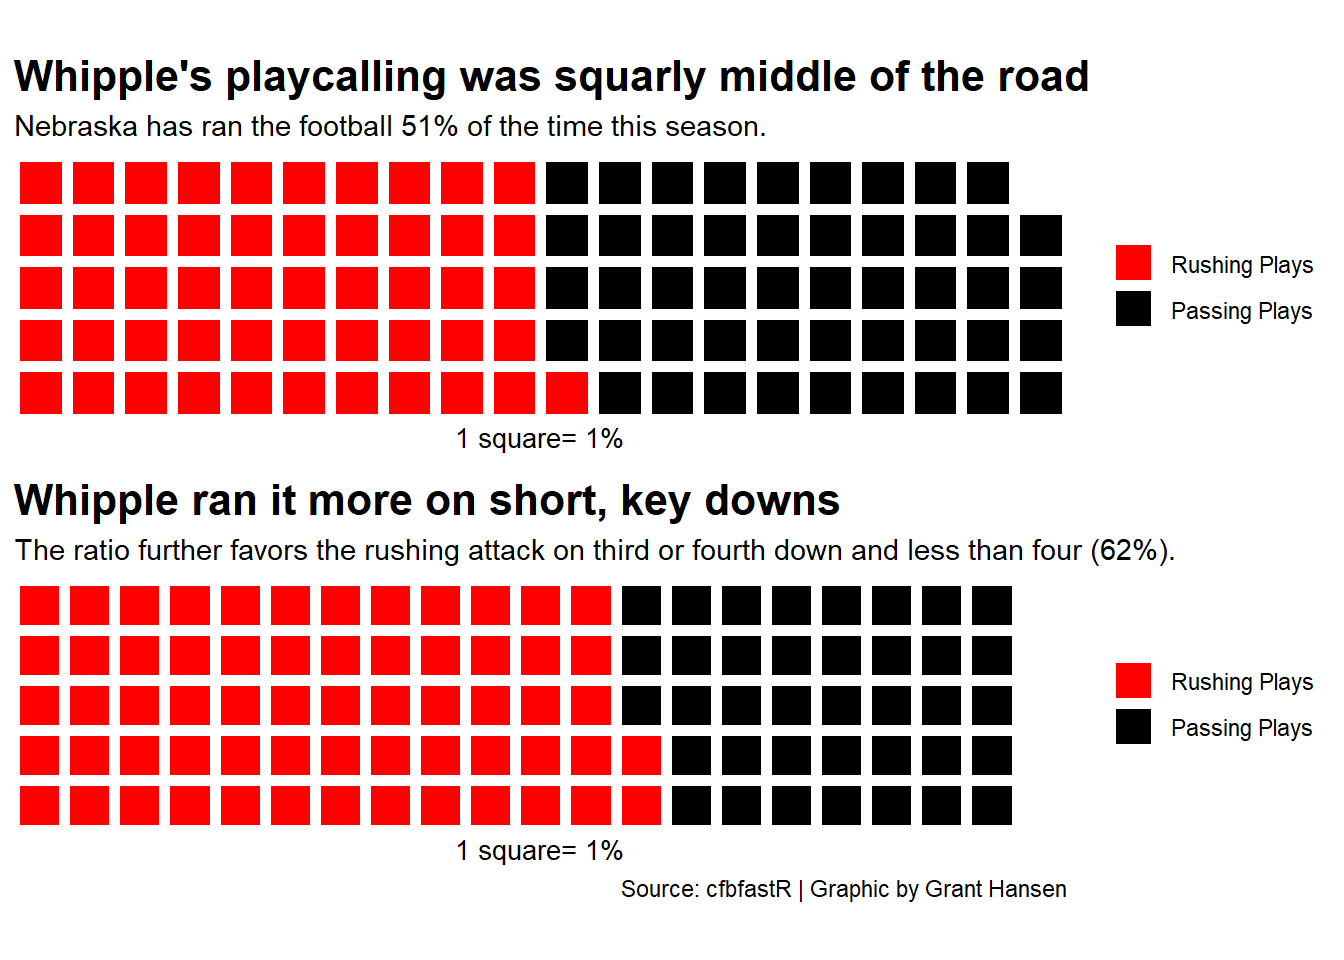 Whipple's playcalling was squarly middle of the road
Nebraska has ran the football 51% of the time this season.
Rushing Plays
Passing Plays
1 square= 1%
Whipple ran it more on short, key downs
The ratio further favors the rushing attack on third or fourth down and less than four (62%).
Rushing Plays
Passing Plays
1 square= 1%
Source: cfbfastR | Graphic by Grant Hansen